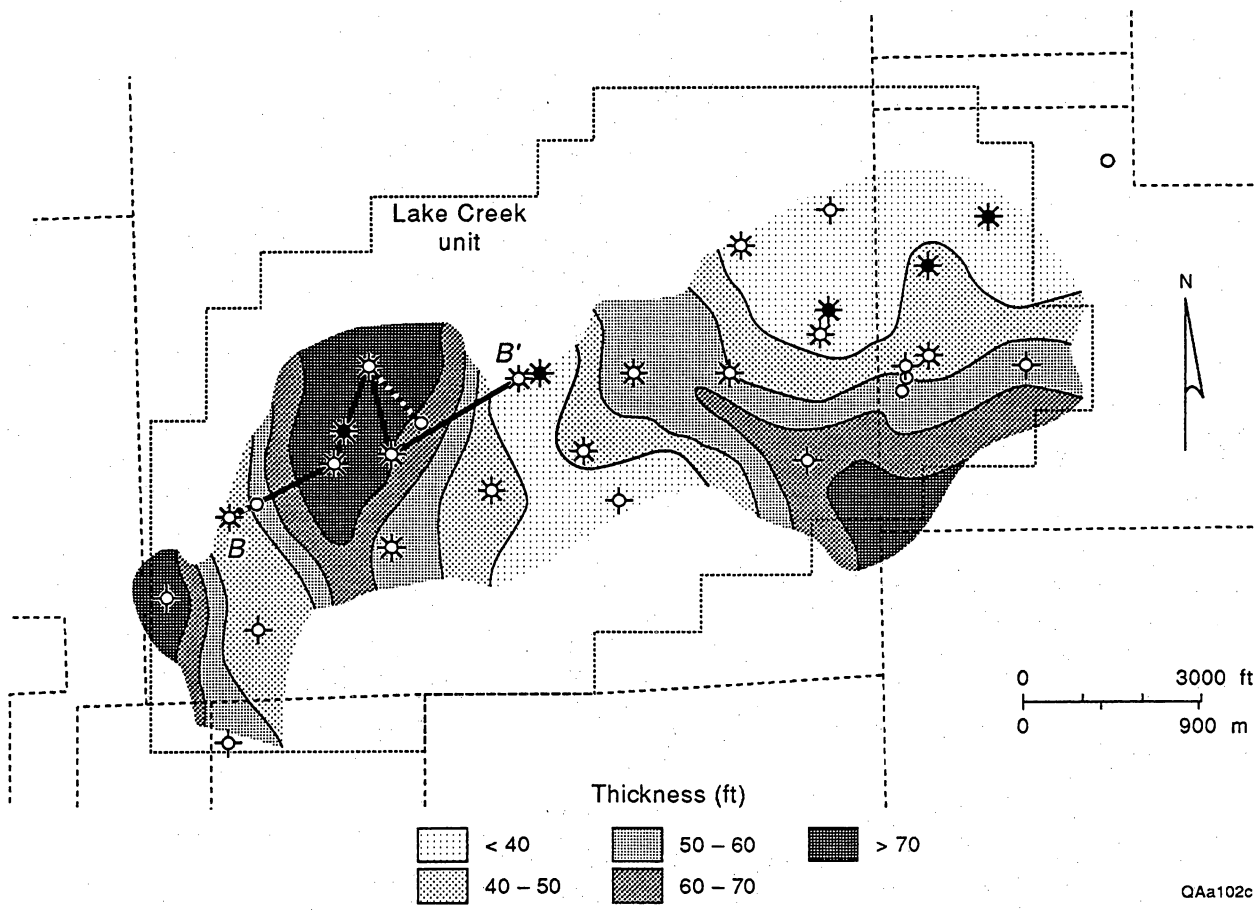 Lake Creek
unit
N
B'
B
0 3000 ft
0 900 m
Thickness (ft)
< 40
50 – 60
> 70
40 – 50
60 – 70
QAa102c